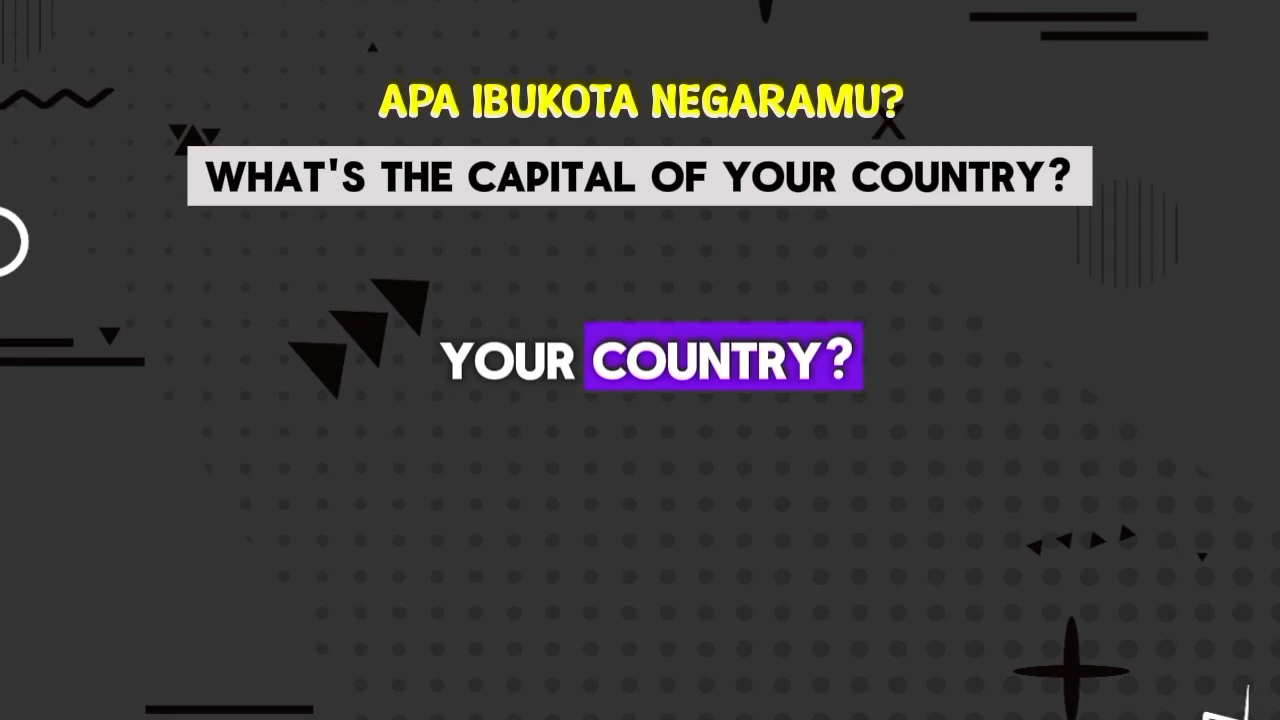 APA IBUKOTA NEGARAMU?
WHAT'S THE CAPITAL OF YOUR COUNTRY?
YOUR COUNTRY?